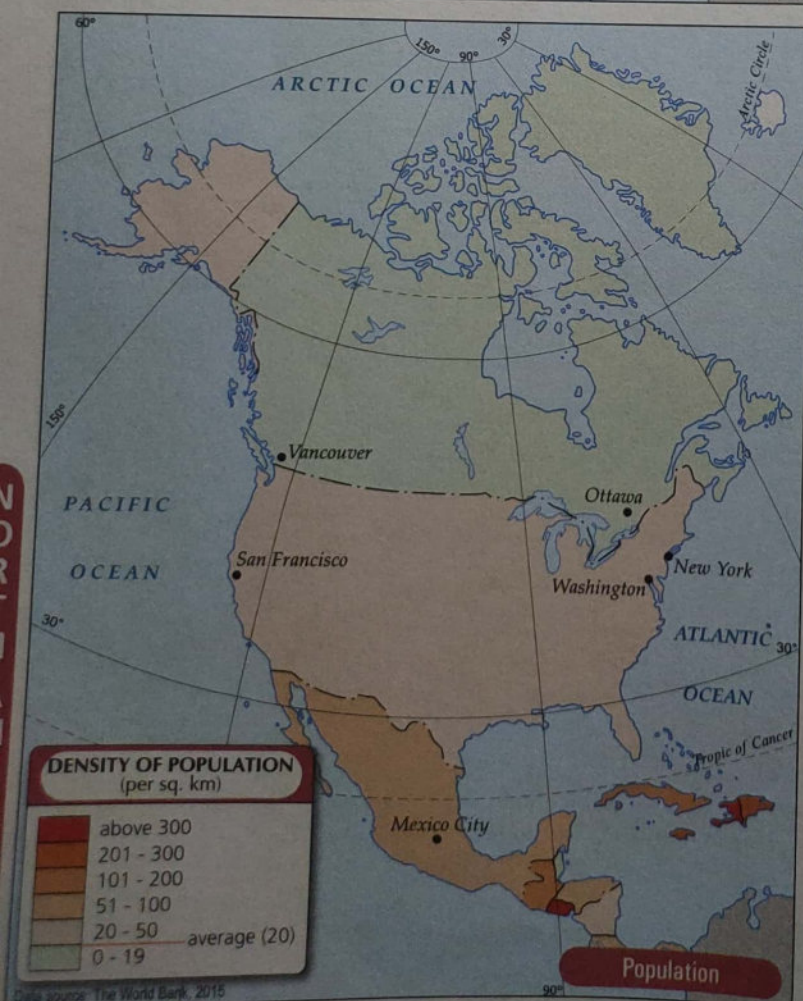 60°
150°
90°
30°
Arctic Circle
ARCTIC OCEAN
150°
Vancouver
Ottawa
PACIFIC
OCEAN
San Francisco
New York
Washington
30°
ATLANTIC
30°
OCEAN
Tropic of Cancer
DENSITY OF POPULATION
(per sq. km)
above 300
201 - 300
101 - 200
51 - 100
20 - 50
average (20)
0 - 19
Mexico City
Population
90°
Data source: The World Bank, 2015